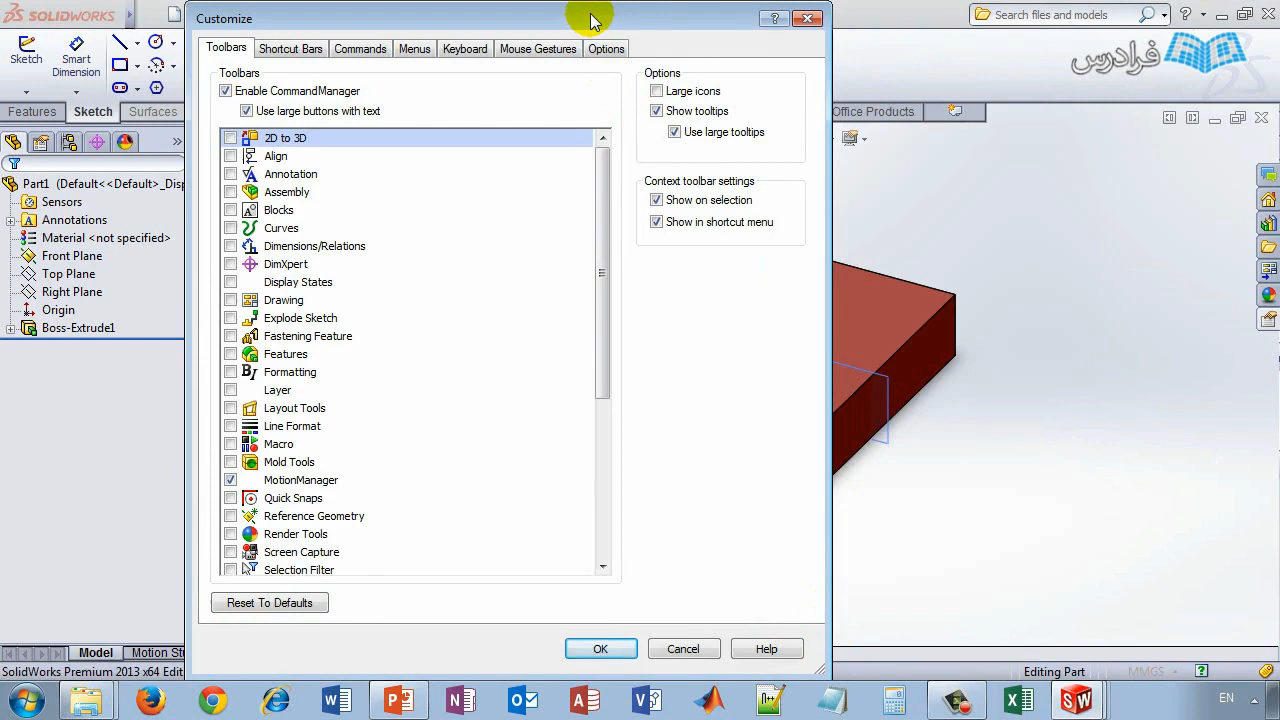 SOLIDWORKS
Customize
Search files and models
فرادرس
Sketch
Smart
Dimension
Toolbars
Shortcut Bars
Commands
Menus
Keyboard
Mouse Gestures
Options
Toolbars
Options
Enable CommandManager
Large icons
Use large buttons with text
Show tooltips
Features
Sketch
Surfaces
Office Products
Use large tooltips
2D to 3D
Align
Annotation
Context toolbar settings
Part1 (Default<<Default>_Disp
Assembly
Sensors
Show on selection
Blocks
Annotations
Show in shortcut menu
Curves
Material <not specified>
Dimensions/Relations
Front Plane
DimXpert
Top Plane
Display States
Right Plane
Drawing
Origin
Explode Sketch
Boss-Extrude1
Fastening Feature
Features
Formatting
Layer
Layout Tools
Line Format
Macro
Mold Tools
MotionManager
Quick Snaps
Reference Geometry
Render Tools
Screen Capture
Selection Filter
Reset To Defaults
OK
Cancel
Help
Model
Motion St
SolidWorks Premium 2013 x64 Edit
Editing Part
MMGS
EN